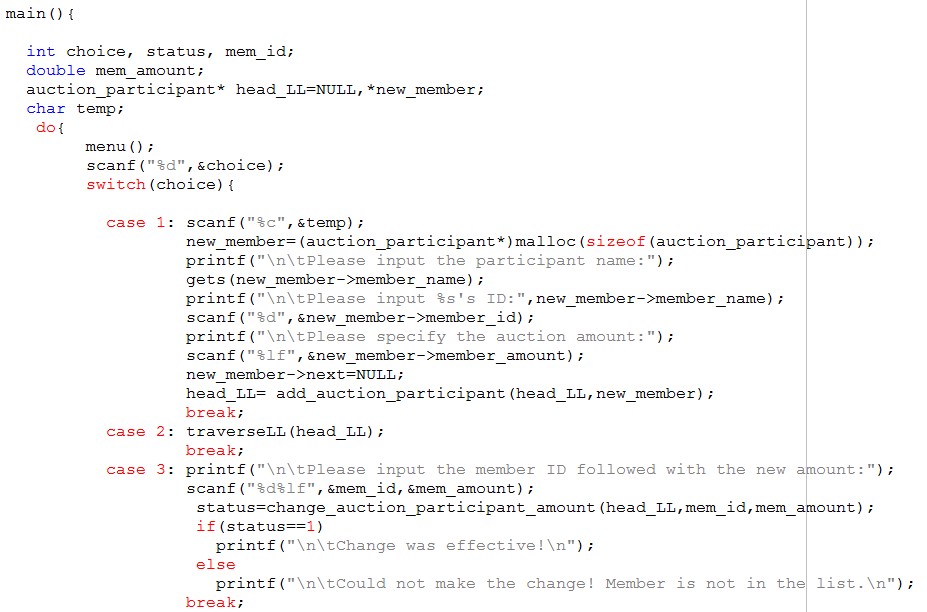 main(){
int choice, status, mem_id;
double mem_amount;
auction_participant* head_LL=NULL,*new_member;
char temp;
do{
menu();
scanf("%d",&choice);
switch(choice){
case 1: scanf("%c",&temp);
new_member=(auction_participant*)malloc(sizeof(auction_participant));
printf("\n\tPlease input the participant name:");
gets(new_member->member_name);
printf("\n\tPlease input %s's ID:",new_member->member_name);
scanf("%d",&new_member->member_id);
printf("\n\tPlease specify the auction amount:");
scanf("%lf",&new_member->member_amount);
new_member->next=NULL;
head_LL= add_auction_participant(head_LL,new_member);
break;
case 2: traverseLL(head_LL);
break;
case 3: printf("\n\tPlease input the member ID followed with the new amount:");
scanf("%d%lf",&mem_id,&mem_amount);
status=change_auction_participant_amount(head_LL,mem_id,mem_amount);
if(status==1)
printf("\n\tChange was effective!\n");
else
printf("\n\tCould not make the change! Member is not in the list.\n");
break;